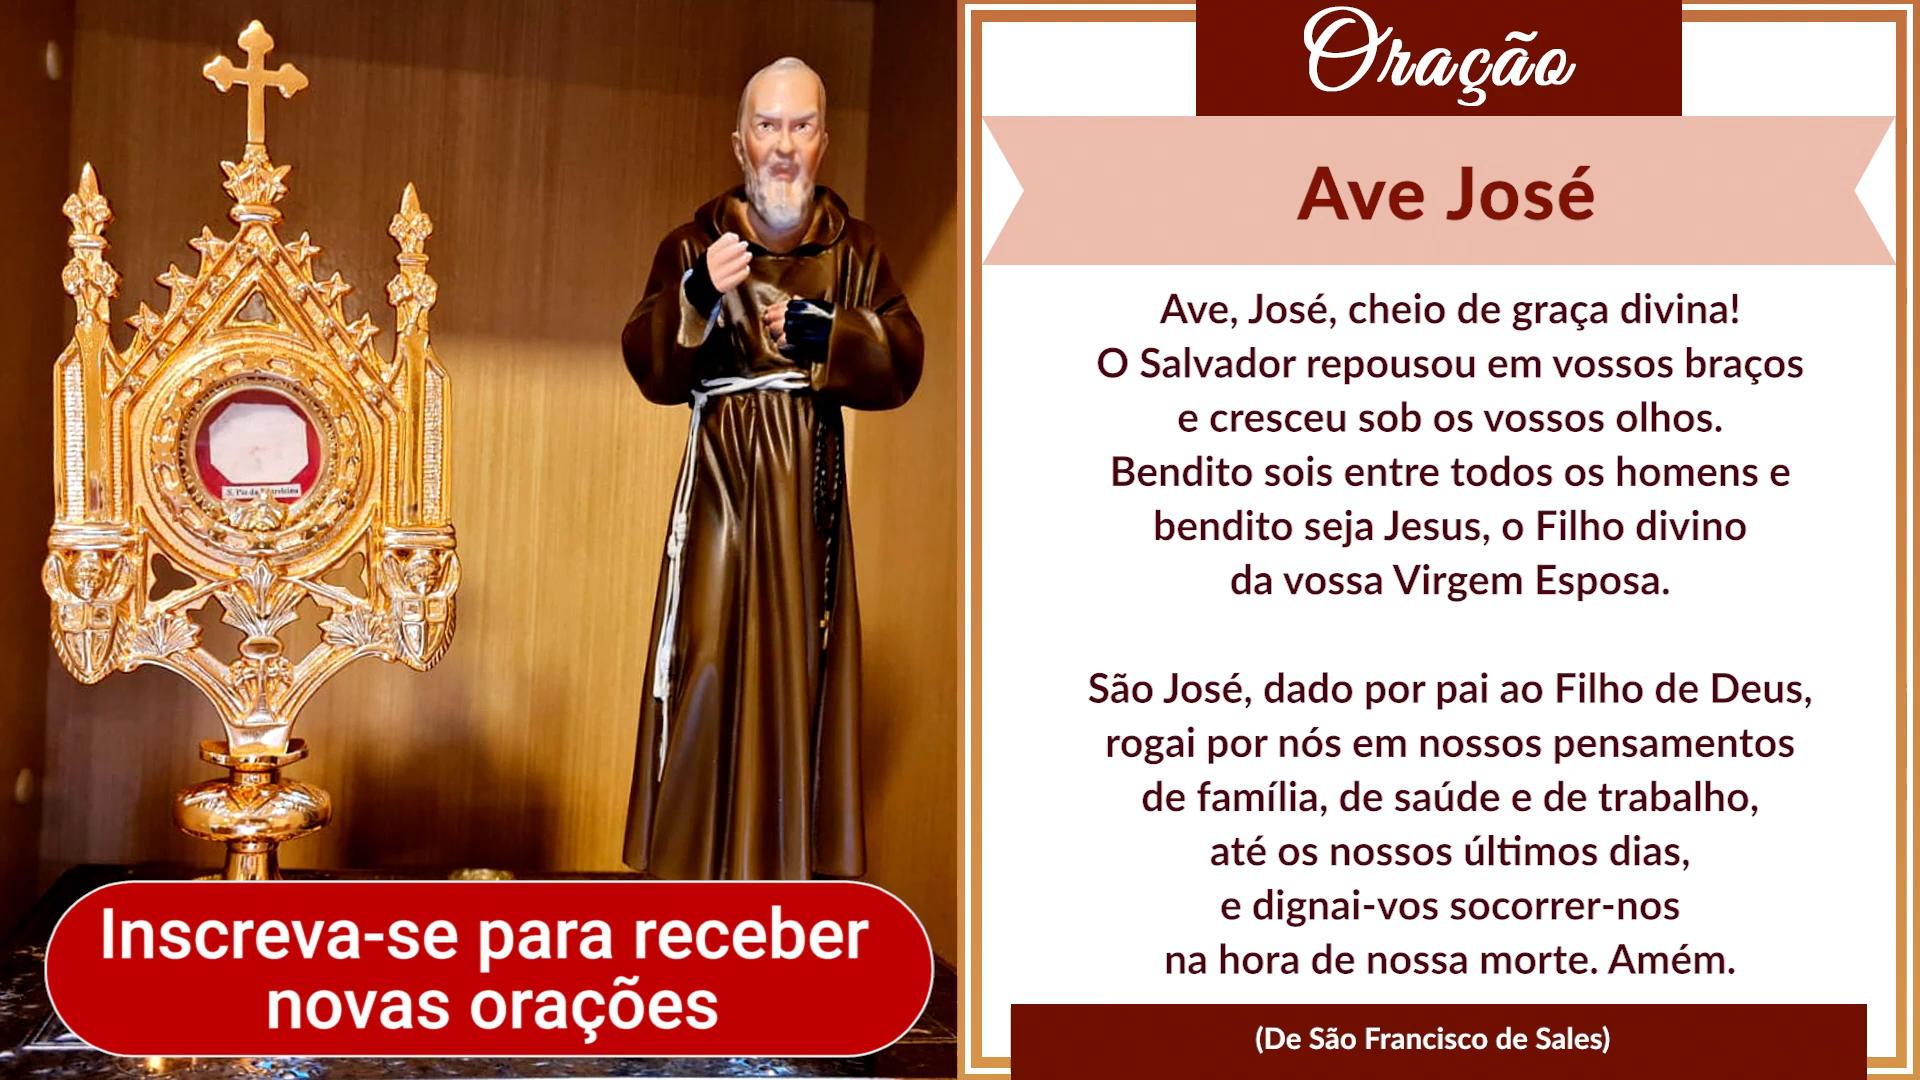 S. Pio da
Inscreva-se para receber
novas orações
Oração
Ave José
Ave, José, cheio de graça divina!
O Salvador repousou em vossos braços
e cresceu sob os vossos olhos.
Bendito sois entre todos os homens e
bendito seja Jesus, o Filho divino
da vossa Virgem Esposa.
São José, dado por pai ao Filho de Deus,
rogai por nós em nossos pensamentos
de família, de saúde e de trabalho,
até os nossos últimos dias,
e dignai-vos socorrer-nos
na hora de nossa morte. Amém.
(De São Francisco de Sales)